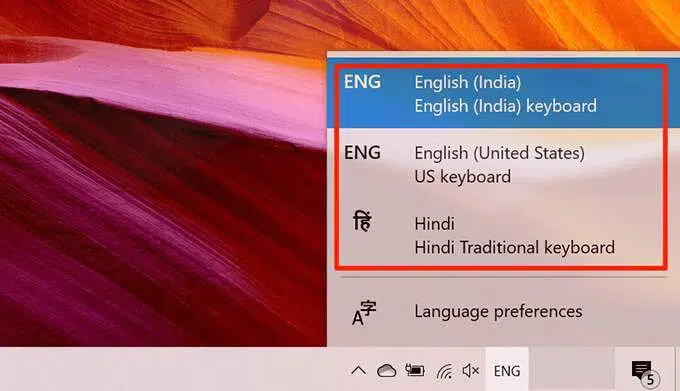 ENG English (India)
English (India) keyboard
ENG English (United States)
US keyboard
हिं Hindi
Hindi Traditional keyboard
A字 Language preferences
ENG
5